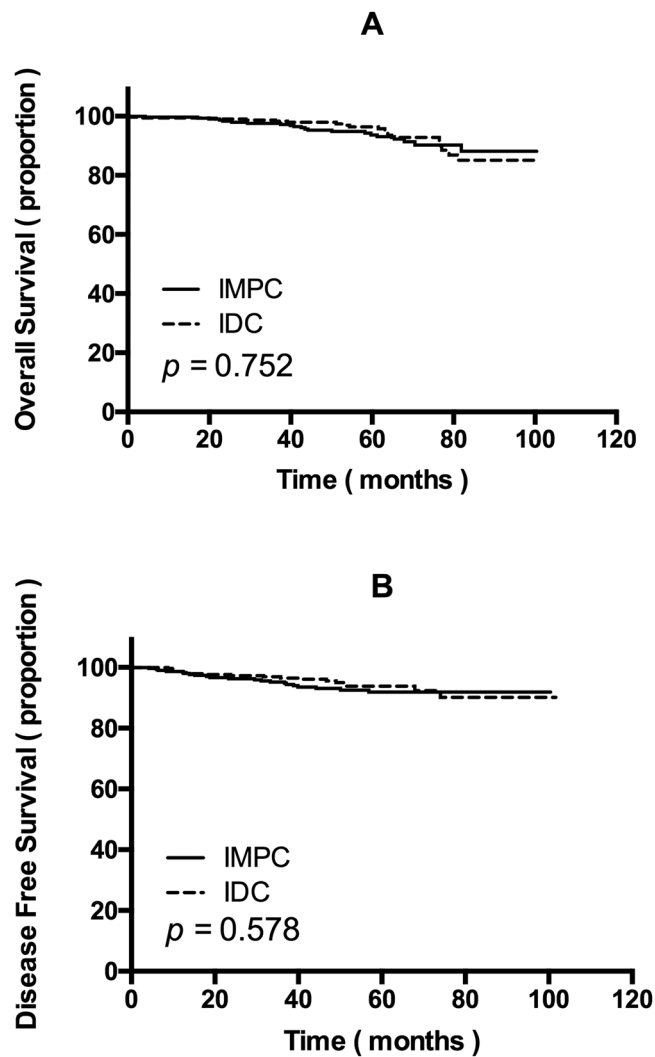 A
Overall Survival ( proportion )
100
80
60
40
20
0
IMPC
IDC
p = 0.752
0 20 40 60 80 100 120
Time ( months )
B
Disease Free Survival ( proportion )
100
80
60
40
20
0
IMPC
IDC
p = 0.578
0 20 40 60 80 100 120
Time ( months )